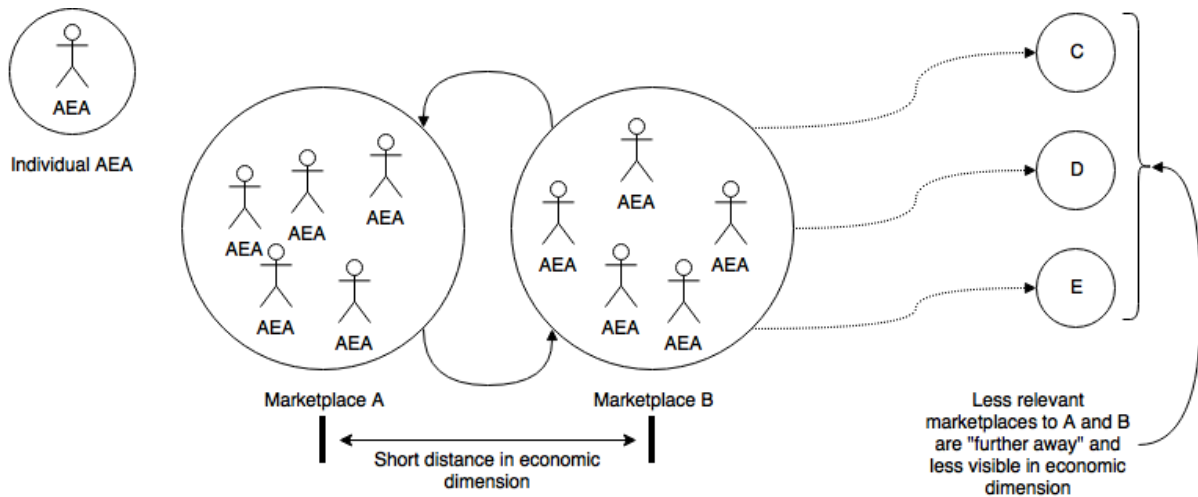 AEA
Individual AEA
AEA
AEA
AEA
AEA
AEA
Marketplace A
AEA
AEA
AEA
AEA
AEA
Marketplace B
Short distance in economic
dimension
C
D
E
Less relevant
marketplaces to A and B
are "further away" and
less visible in economic
dimension